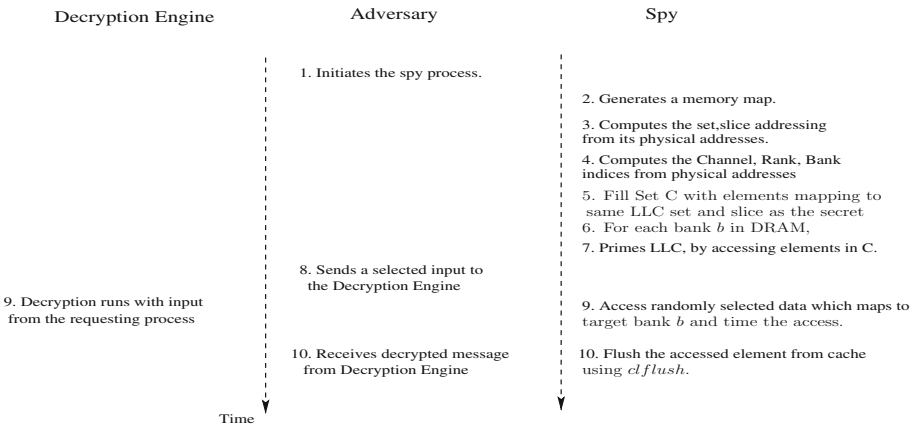 Decryption Engine
Adversary
Spy
1. Initiates the spy process.
2. Generates a memory map.
3. Computes the set,slice addressing
from its physical addresses.
4. Computes the Channel, Rank, Bank
indices from physical addresses
5. Fill Set C with elements mapping to
same LLC set and slice as the secret
6. For each bank b in DRAM,
7. Primes LLC, by accessing elements in C.
8. Sends a selected input to
the Decryption Engine
9. Decryption runs with input
from the requesting process
9. Access randomly selected data which maps to
target bank b and time the access.
10. Receives decrypted message
from Decryption Engine
10. Flush the accessed element from cache
using clflush.
Time